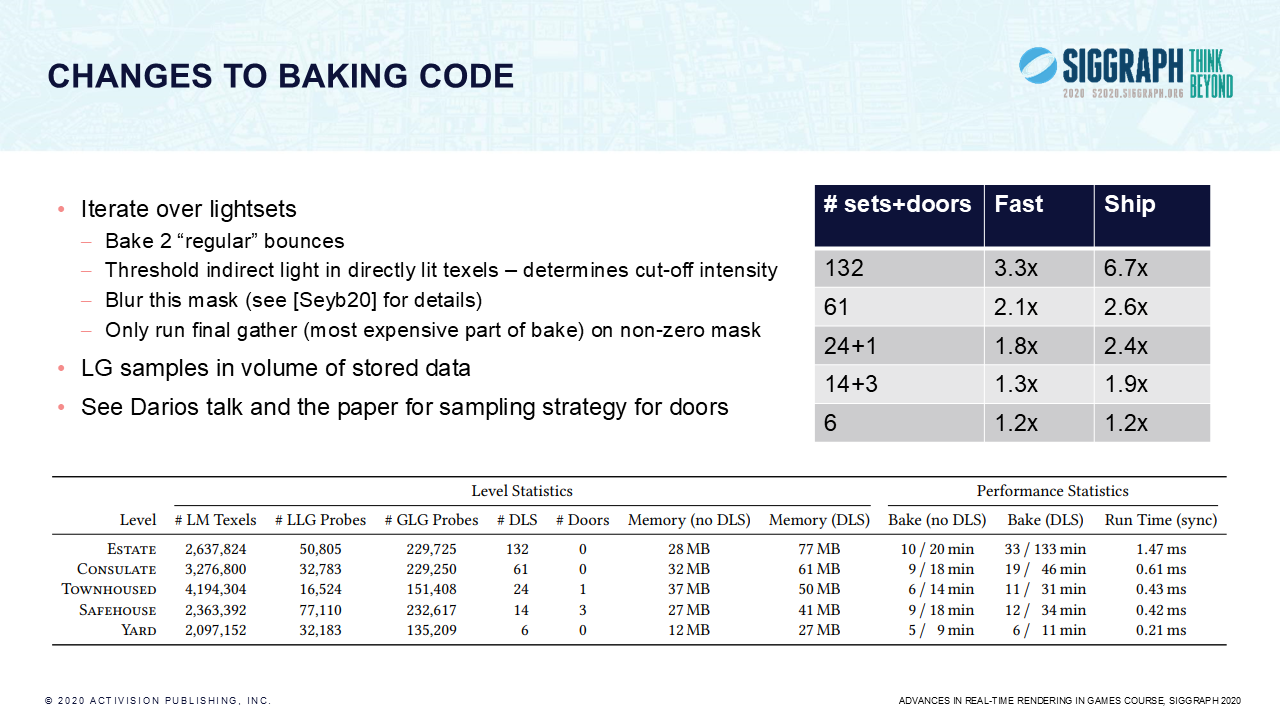 CHANGES TO BAKING CODE
SIGGRAPH
THINK
BEYOND
2020 S2020.SIGGRAPH.ORG
• Iterate over lightsets
– Bake 2 “regular” bounces
– Threshold indirect light in directly lit texels – determines cut-off intensity
– Blur this mask (see [Seyb20] for details)
– Only run final gather (most expensive part of bake) on non-zero mask
• LG samples in volume of stored data
• See Darios talk and the paper for sampling strategy for doors
# sets+doors Fast Ship
132 3.3x 6.7x
61 2.1x 2.6x
24+1 1.8x 2.4x
14+3 1.3x 1.9x
6 1.2x 1.2x
Level Statistics Performance Statistics
Level # LM Texels # LLG Probes # GLG Probes # DLS # Doors Memory (no DLS) Memory (DLS) Bake (no DLS) Bake (DLS) Run Time (sync)
Estate 2,637,824 50,805 229,725 132 0 28 MB 77 MB 10 / 20 min 33 / 133 min 1.47 ms
Consulate 3,276,800 32,783 229,250 61 0 32 MB 61 MB 9 / 18 min 19 / 46 min 0.61 ms
Townhoused 4,194,304 16,524 151,408 24 1 37 MB 50 MB 6 / 14 min 11 / 31 min 0.43 ms
Safehouse 2,363,392 77,110 232,617 14 3 27 MB 41 MB 9 / 18 min 12 / 34 min 0.42 ms
Yard 2,097,152 32,183 135,209 6 0 12 MB 27 MB 5 / 9 min 6 / 11 min 0.21 ms
© 2020 ACTIVISION PUBLISHING, INC.
ADVANCES IN REAL-TIME RENDERING IN GAMES COURSE, SIGGRAPH 2020